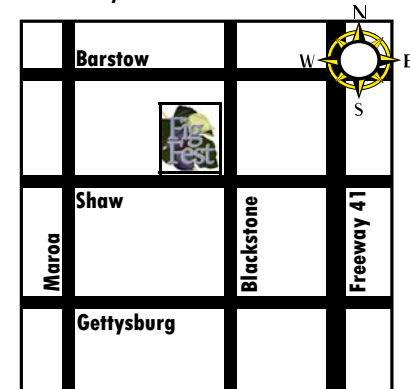 N
Barstow
W
E
S
Fig
Fest
Shaw
Maroa
Blackstone
Freeway 41
Gettysburg